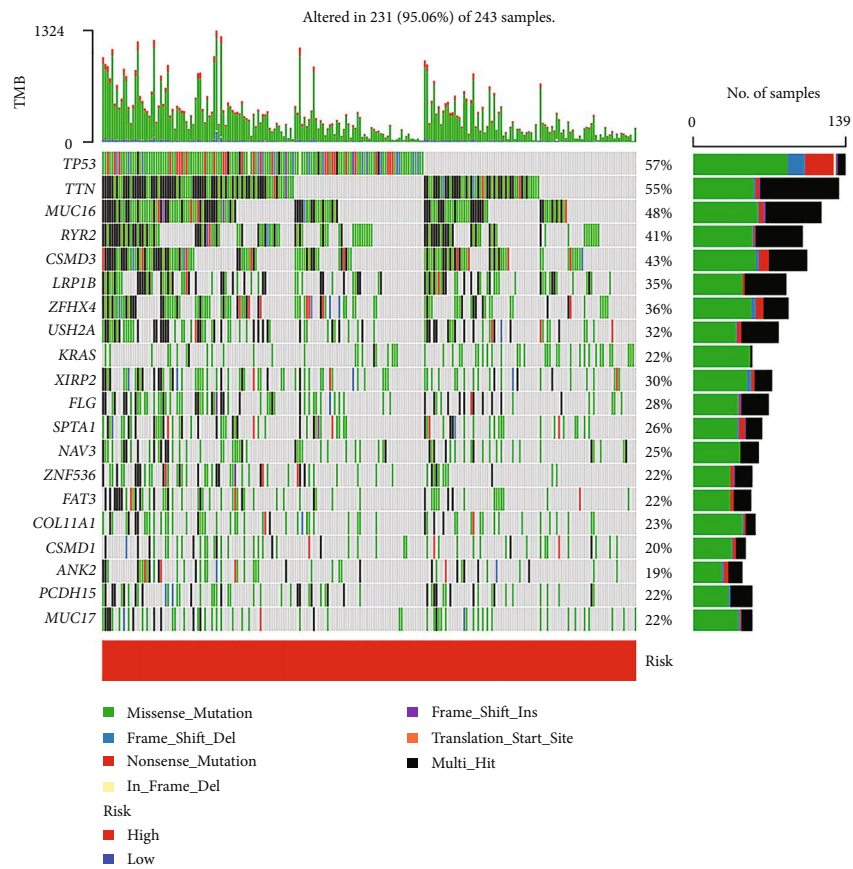 Altered in 231 (95.06%) of 243 samples.
1324
TMB
0
No. of samples
0 139
TP53 57%
TTN 55%
MUC16 48%
RYR2 41%
CSMD3 43%
LRP1B 35%
ZFHX4 36%
USH2A 32%
KRAS 22%
XIRP2 30%
FLG 28%
SPTA1 26%
NAV3 25%
ZNF536 22%
FAT3 22%
COL11A1 23%
CSMD1 20%
ANK2 19%
PCDH15 22%
MUC17 22%
Risk
Missense_Mutation
Frame_Shift_Del
Nonsense_Mutation
In_Frame_Del
Frame_Shift_Ins
Translation_Start_Site
Multi_Hit
Risk
High
Low